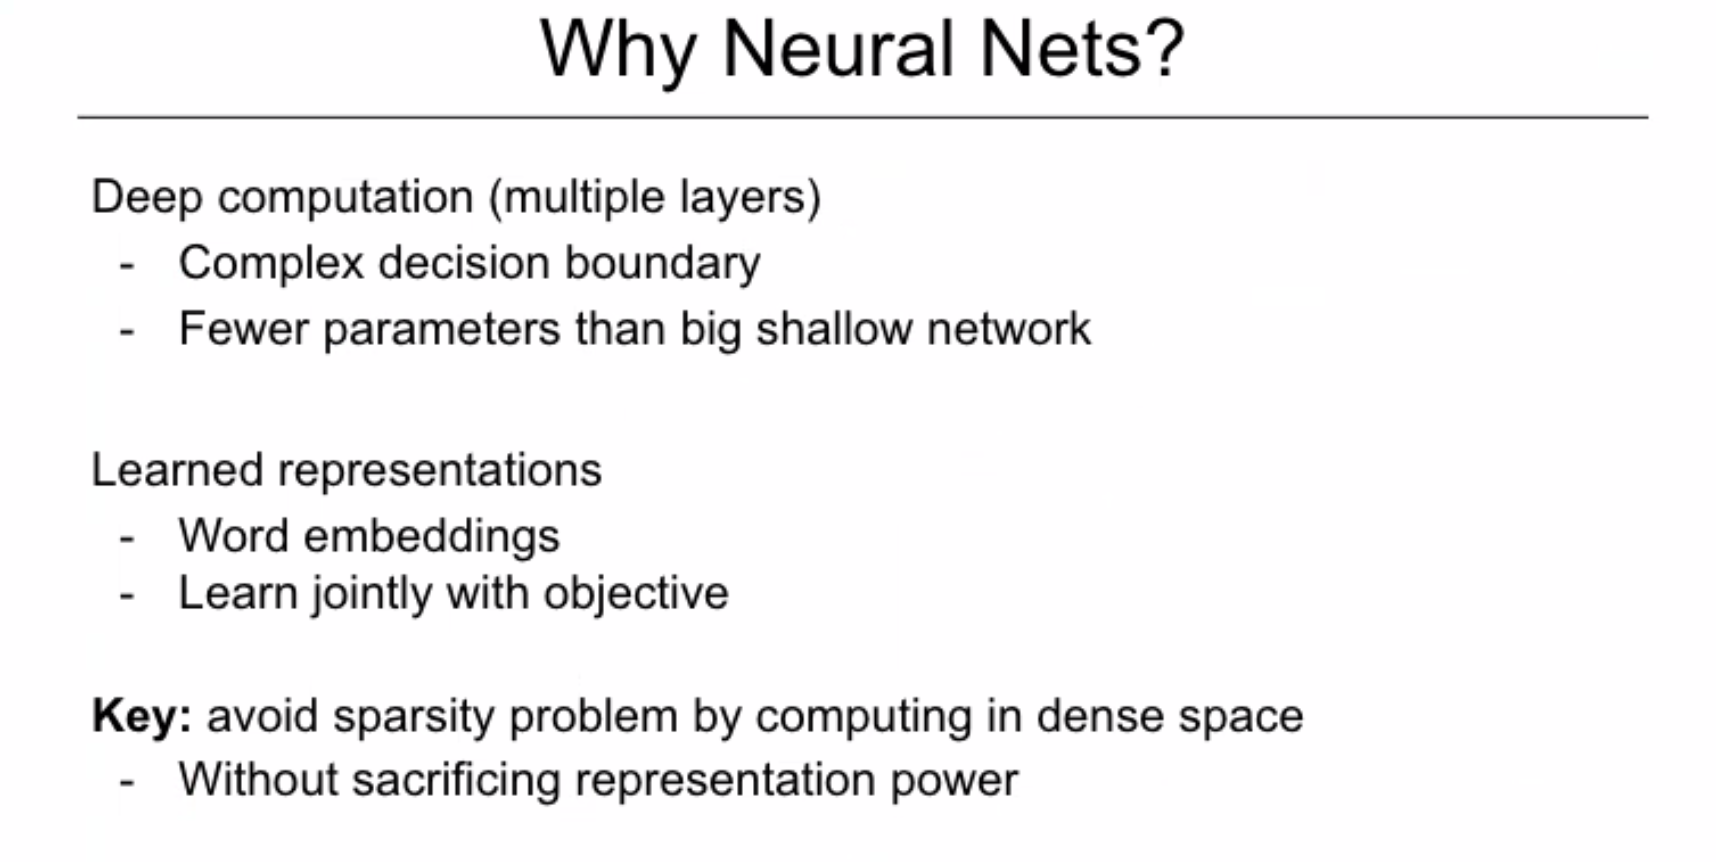 Why Neural Nets?
Deep computation (multiple layers)
- Complex decision boundary
- Fewer parameters than big shallow network
Learned representations
- Word embeddings
- Learn jointly with objective
Key: avoid sparsity problem by computing in dense space
- Without sacrificing representation power